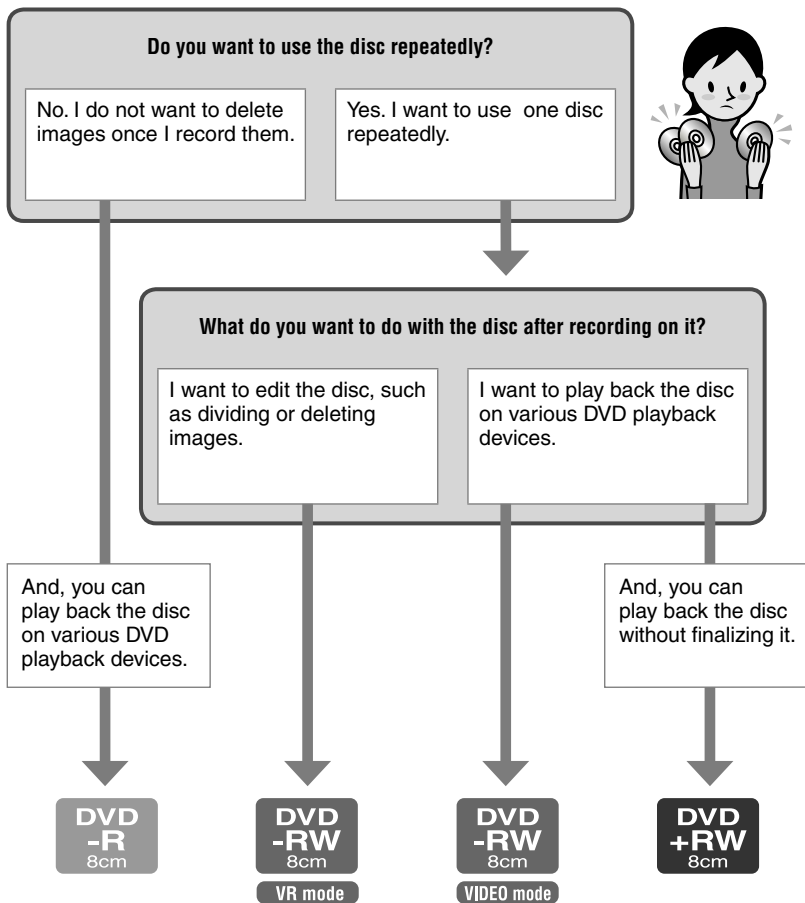 Do you want to use the disc repeatedly?
No. I do not want to delete
images once I record them.
Yes. I want to use one disc
repeatedly.
What do you want to do with the disc after recording on it?
I want to edit the disc, such
as dividing or deleting
images.
I want to play back the disc
on various DVD playback
devices.
And, you can
play back the disc
on various DVD
playback devices.
And, you can
play back the disc
without finalizing it.
DVD
-R
8cm
DVD
-RW
8cm
VR mode
DVD
-RW
8cm
VIDEO mode
DVD
+RW
8cm